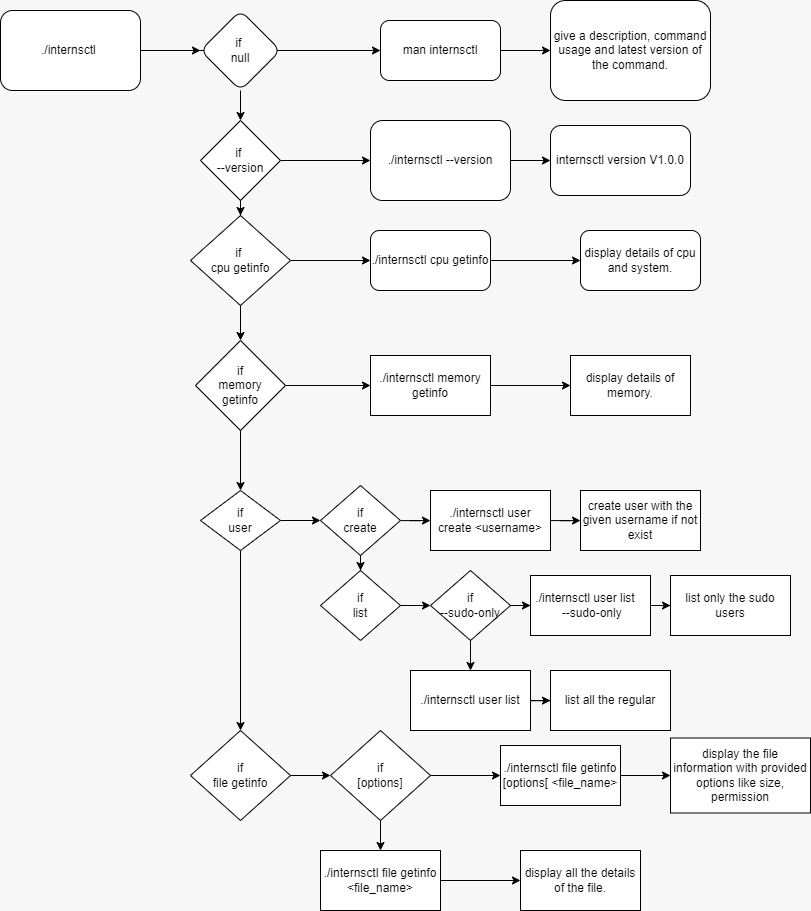 ./internsctl
if
null
man internsctl
give a description, command
usage and latest version of
the command.
if
--version
./internsctl --version
internsctl version V1.0.0
if
cpu getinfo
./internsctl cpu getinfo
display details of cpu
and system.
if
memory
getinfo
./internsctl memory
getinfo
display details of
memory.
if
user
if
create
./internsctl user
create <username>
create user with the
given username if not
exist
if
list
if
--sudo-only
./internsctl user list
--sudo-only
list only the sudo
users
./internsctl user list
list all the regular
if
file getinfo
if
[options]
./internsctl file getinfo
[options[ <file_name>
display the file
information with provided
options like size,
permission
./internsctl file getinfo
<file_name>
display all the details
of the file.